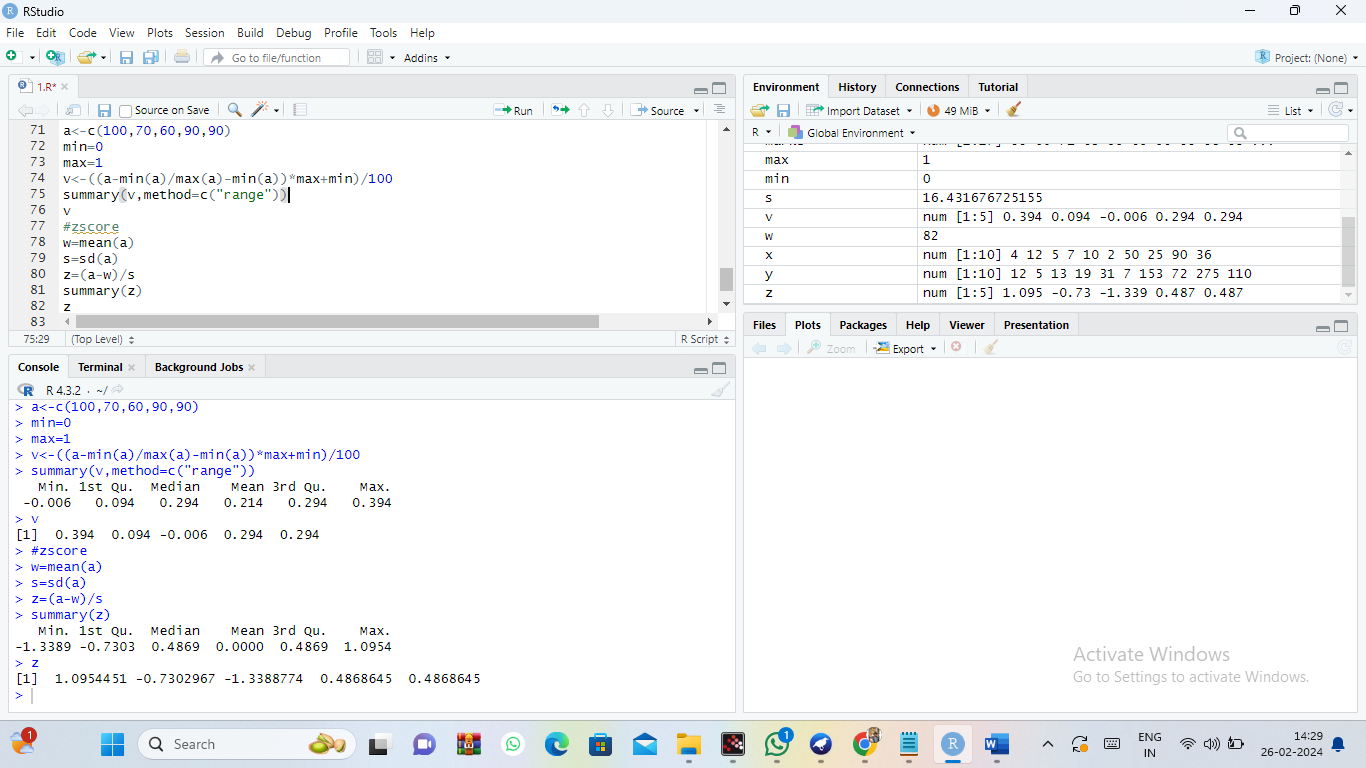 RStudio
File Edit Code View Plots Session Build Debug Profile Tools Help
Go to file/function Addins Project: (None)
1.R*
Source on Save Run Source
71 a<-c(100,70,60,90,90)
72 min=0
73 max=1
74 v<-((a-min(a)/max(a)-min(a))*max+min)/100
75 summary(v,method=c("range"))
76 v
77 #zscore
78 w=mean(a)
79 s=sd(a)
80 z=(a-w)/s
81 summary(z)
82 z
83
75:29 (Top Level) R Script
Console Terminal Background Jobs
R 4.3.2 · ~/
> a<-c(100,70,60,90,90)
> min=0
> max=1
> v<-((a-min(a)/max(a)-min(a))*max+min)/100
> summary(v,method=c("range"))
Min. 1st Qu. Median Mean 3rd Qu. Max.
-0.006 0.094 0.294 0.214 0.294 0.394
> v
[1] 0.394 0.094 -0.006 0.294 0.294
> #zscore
> w=mean(a)
> s=sd(a)
> z=(a-w)/s
> summary(z)
Min. 1st Qu. Median Mean 3rd Qu. Max.
-1.3389 -0.7303 0.4869 0.0000 0.4869 1.0954
> z
[1] 1.0954451 -0.7302967 -1.3388774 0.4868645 0.4868645
>
Environment History Connections Tutorial
Import Dataset 49 MiB List
R Global Environment
max 1
min 0
s 16.431676725155
v num [1:5] 0.394 0.094 -0.006 0.294 0.294
w 82
x num [1:10] 4 12 5 7 10 2 50 25 90 36
y num [1:10] 12 5 13 19 31 7 153 72 275 110
z num [1:5] 1.095 -0.73 -1.339 0.487 0.487
Files Plots Packages Help Viewer Presentation
Zoom Export
Activate Windows
Go to Settings to activate Windows.
1 Search 1 ENG 14:29
IN 26-02-2024